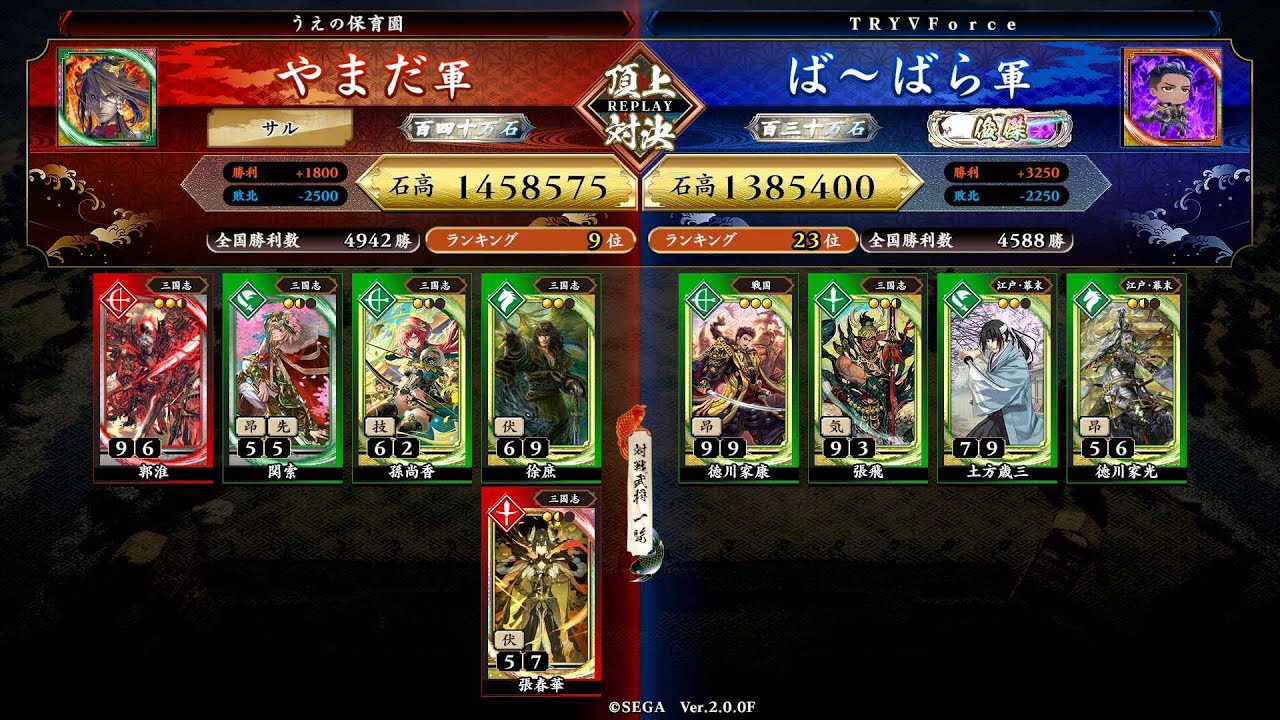 うえの保育園
TRY∇Force
やまだ軍
頂上
REPLAY
対決
ば～ばら軍
サル
百四十万石
百三十万石
俊傑
勝利 +1800
敗北 -2500
石高 1458575
石高 1385400
勝利 +3250
敗北 -2250
全国勝利数 4942勝
ランキング 9位
ランキング 23位
全国勝利数 4588勝
三国志
三国志
三国志
三国志
戦国
三国志
江戸・幕末
江戸・幕末
昂 先
技
伏
昂
気
昂
9 6
5 5
6 2
6 9
9 9
9 3
7 9
5 6
郭淮
関索
孫尚香
徐庶
徳川家康
張飛
土方歳三
徳川家光
対戦武将一覧
三国志
伏
5 7
張春華
©SEGA Ver.2.0.0F